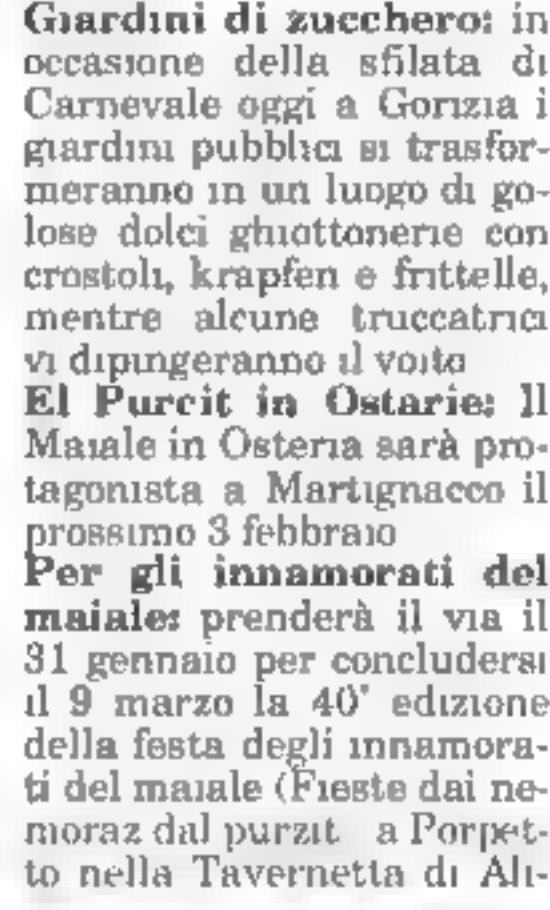 Giardini di zucchero: in
occasione della sfilata di
Carnevale oggi a Gorizia i
giardini pubblici si trasfor-
meranno in un luogo di go-
lose dolci ghiottonerie con
crostoli, krapfen e frittelle,
mentre alcune truccatrici
vi dipingeranno il volto
El Purcit in Ostarie: Il
Maiale in Osteria sarà pro-
tagonista a Martignacco il
prossimo 3 febbraio
Per gli innamorati del
maiale: prenderà il via il
31 gennaio per concludersi
il 9 marzo la 40° edizione
della festa degli innamora-
ti del maiale (Fieste dai ne-
moraz dal purzit a Porpet-
to nella Tavernetta di Ali-